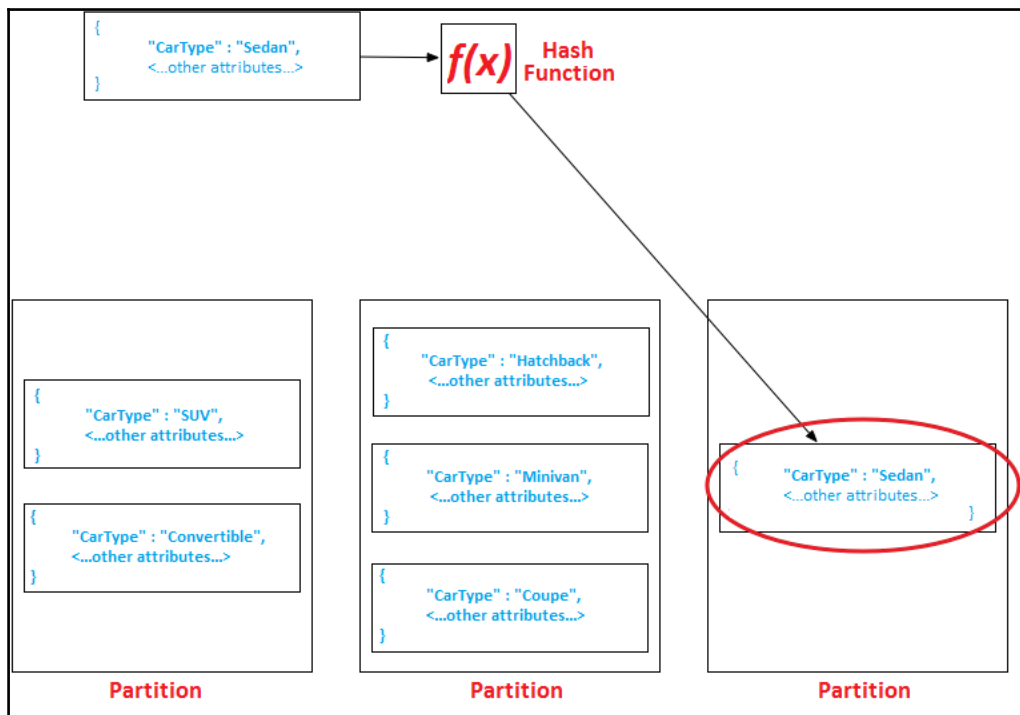 {
"CarType" : "Sedan",
<...other attributes...>
}
f(x)
Hash
Function
{
"CarType" : "SUV",
<...other attributes...>
}
{
"CarType" : "Convertible",
<...other attributes...>
}
Partition
{
"CarType" : "Hatchback",
<...other attributes...>
}
{
"CarType" : "Minivan",
<...other attributes...>
}
{
"CarType" : "Coupe",
<...other attributes...>
}
Partition
{
"CarType" : "Sedan",
<...other attributes...>
}
Partition